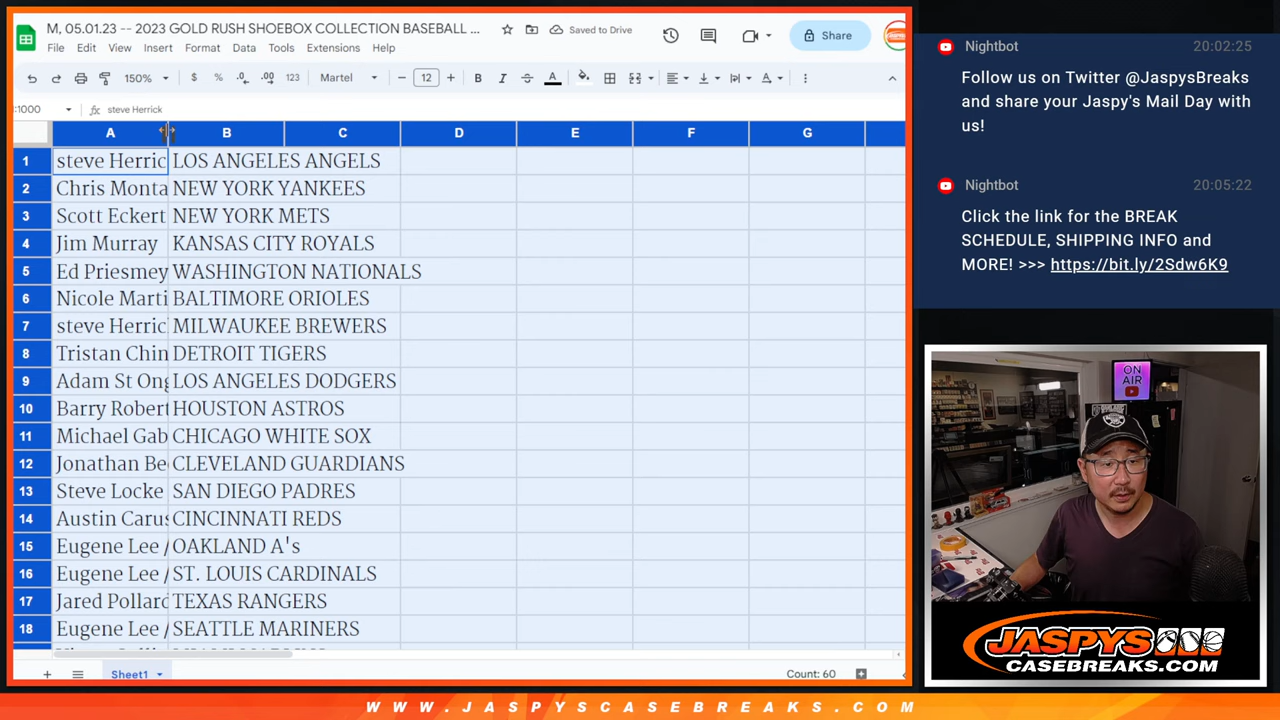 M, 05.01.23 -- 2023 GOLD RUSH SHOEBOX COLLECTION BASEBALL ...
Saved to Drive
Share
File Edit View Insert Format Data Tools Extensions Help
150% $ % .0 .00 123 Martel 12 B I A
:1000 fx steve Herrick
A B C D E F G
1 steve Herric LOS ANGELES ANGELS
2 Chris Monta NEW YORK YANKEES
3 Scott Eckert NEW YORK METS
4 Jim Murray KANSAS CITY ROYALS
5 Ed Priesmey WASHINGTON NATIONALS
6 Nicole Marti BALTIMORE ORIOLES
7 steve Herric MILWAUKEE BREWERS
8 Tristan Chin DETROIT TIGERS
9 Adam St Ong LOS ANGELES DODGERS
10 Barry Robert HOUSTON ASTROS
11 Michael Gab CHICAGO WHITE SOX
12 Jonathan Be CLEVELAND GUARDIANS
13 Steve Locke SAN DIEGO PADRES
14 Austin Carus CINCINNATI REDS
15 Eugene Lee / OAKLAND A's
16 Eugene Lee / ST. LOUIS CARDINALS
17 Jared Pollard TEXAS RANGERS
18 Eugene Lee / SEATTLE MARINERS
Sheet1
Count: 60
Nightbot 20:02:25
Follow us on Twitter @JaspysBreaks
and share your Jaspy's Mail Day with
us!
Nightbot 20:05:22
Click the link for the BREAK
SCHEDULE, SHIPPING INFO and
MORE! >>> https://bit.ly/2Sdw6K9
ON
AIR
JASPYS
CASEBREAKS.COM
WWW.JASPYSCASEBREAKS.COM